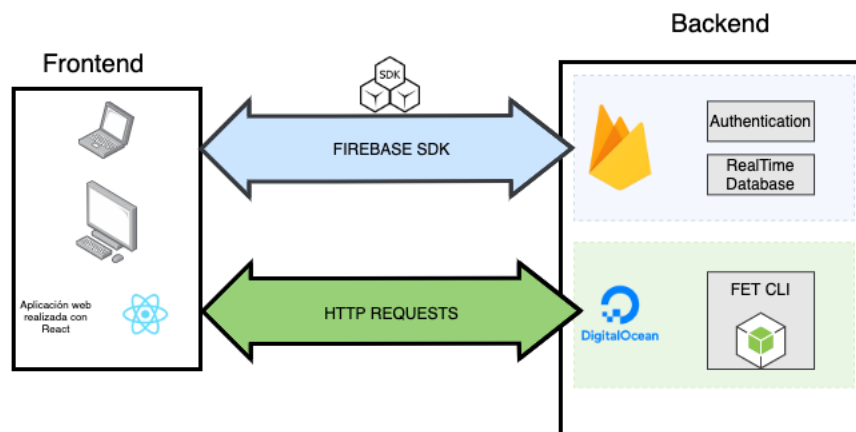 Backend
Frontend
SDK
FIREBASE SDK
Authentication
RealTime
Database
Aplicación web
realizada con
React
HTTP REQUESTS
DigitalOcean
FET CLI